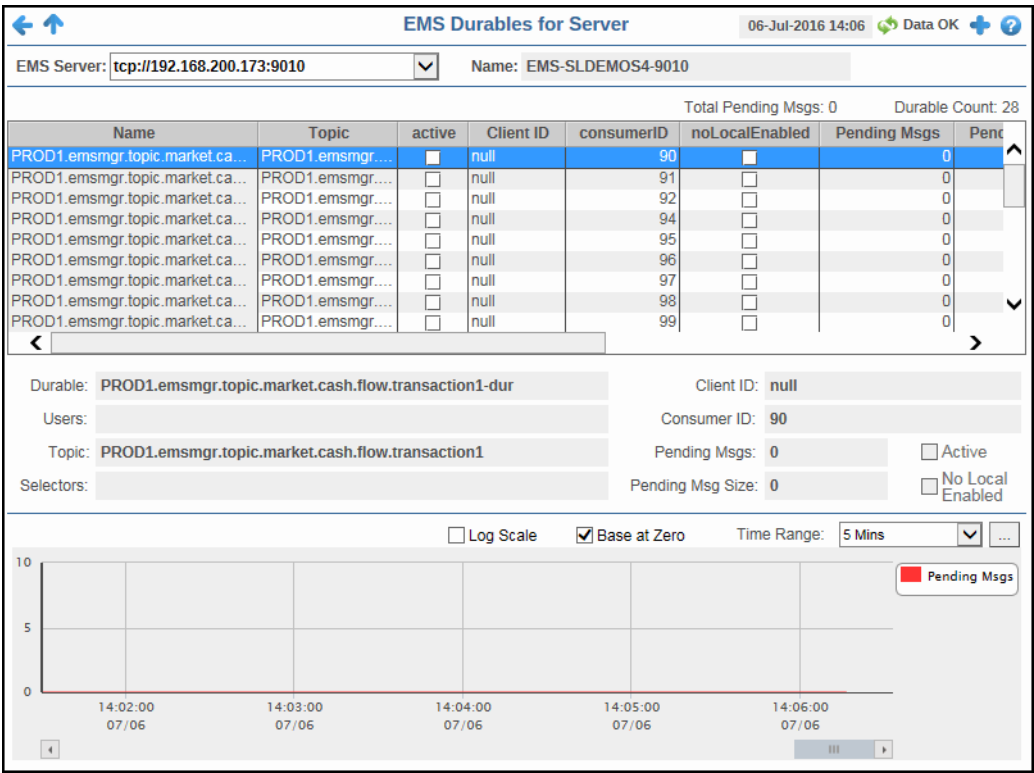 EMS Durables for Server 06-Jul-2016 14:06 Data OK
EMS Server: tcp://192.168.200.173:9010 Name: EMS-SLDEMOS4-9010
Total Pending Msgs: 0 Durable Count: 28
Name Topic active Client ID consumerID noLocalEnabled Pending Msgs Penc
PROD1.emsmgr.topic.market.ca... PROD1.emsmgr.... null 90 0
PROD1.emsmgr.topic.market.ca... PROD1.emsmgr.... null 91 0
PROD1.emsmgr.topic.market.ca... PROD1.emsmgr.... null 92 0
PROD1.emsmgr.topic.market.ca... PROD1.emsmgr.... null 94 0
PROD1.emsmgr.topic.market.ca... PROD1.emsmgr.... null 95 0
PROD1.emsmgr.topic.market.ca... PROD1.emsmgr.... null 96 0
PROD1.emsmgr.topic.market.ca... PROD1.emsmgr.... null 97 0
PROD1.emsmgr.topic.market.ca... PROD1.emsmgr.... null 98 0
PROD1.emsmgr.topic.market.ca... PROD1.emsmgr.... null 99 0
Durable: PROD1.emsmgr.topic.market.cash.flow.transaction1-dur Client ID: null
Users: Consumer ID: 90
Topic: PROD1.emsmgr.topic.market.cash.flow.transaction1 Pending Msgs: 0 Active
Selectors: Pending Msg Size: 0 No Local Enabled
Log Scale Base at Zero Time Range: 5 Mins ...
10
Pending Msgs
5
0
14:02:00 14:03:00 14:04:00 14:05:00 14:06:00
07/06 07/06 07/06 07/06 07/06